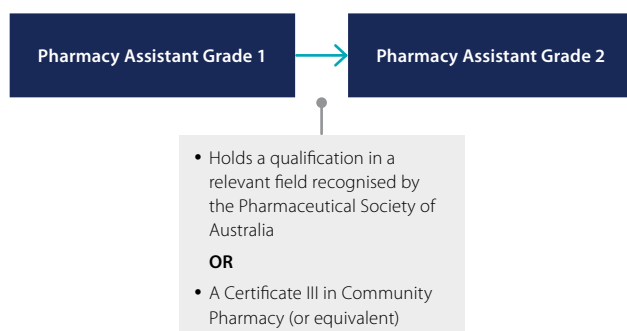 Pharmacy Assistant Grade 1
Pharmacy Assistant Grade 2
• Holds a qualification in a
relevant field recognised by
the Pharmaceutical Society of
Australia
OR
• A Certificate III in Community
Pharmacy (or equivalent)